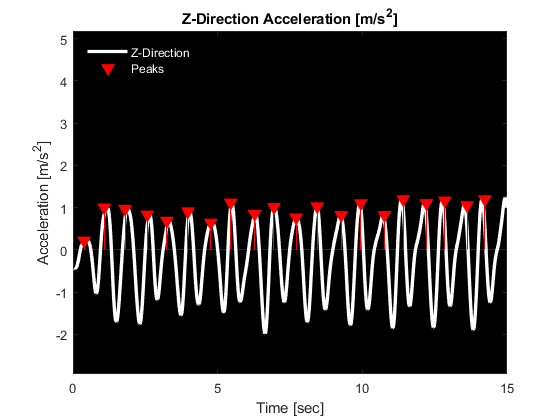 Z-Direction Acceleration [m/s²]
Z-Direction
Peaks
Acceleration [m/s²]
5
4
3
2
1
0
-1
-2
0 5 10 15
Time [sec]